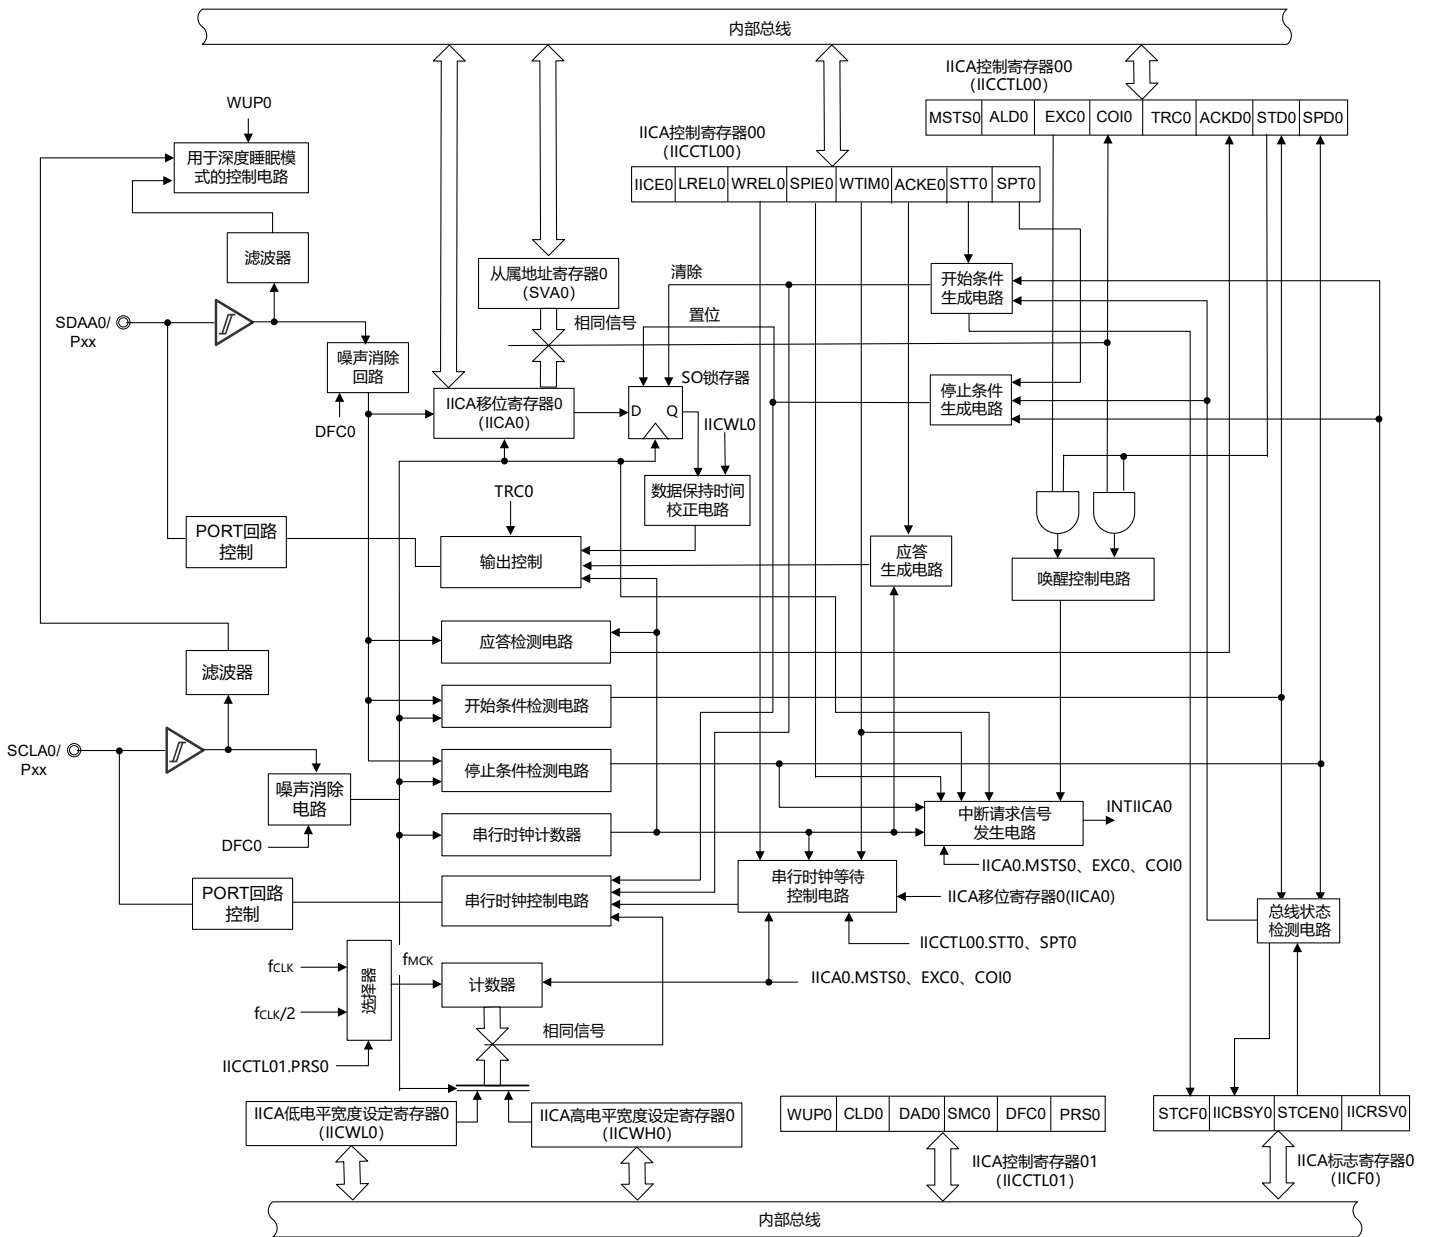 内部总线
IICA控制寄存器00
（IICCTL00）
MSTS0 ALD0 EXC0 COI0 TRC0 ACKD0 STD0 SPD0
WUP0
IICA控制寄存器00
（IICCTL00）
用于深度睡眠模
式的控制电路
IICE0 LREL0 WREL0 SPIE0 WTIM0 ACKE0 STT0 SPT0
滤波器
从属地址寄存器0
（SVA0）
清除
开始条件
生成电路
SDAA0/
Pxx
置位
相同信号
噪声消除
回路
SO锁存器
停止条件
生成电路
IICA移位寄存器0
（IICA0）
D Q
DFC0
IICWL0
TRC0
数据保持时间
校正电路
PORT回路
控制
输出控制
应答
生成电路
唤醒控制电路
应答检测电路
滤波器
开始条件检测电路
SCLA0/
Pxx
停止条件检测电路
噪声消除
电路
中断请求信号
发生电路
INTIICA0
串行时钟计数器
DFC0
IICA0.MSTS0、EXC0、COI0
串行时钟等待
控制电路
PORT回路
控制
串行时钟控制电路
IICA移位寄存器0(IICA0)
总线状态
检测电路
IICCTL00.STT0、SPT0
fCLK
选择器
fMCK
计数器
IICA0.MSTS0、EXC0、COI0
fCLK/2
相同信号
IICCTL01.PRS0
IICA低电平宽度设定寄存器0
（IICWL0）
IICA高电平宽度设定寄存器0
（IICWH0）
WUP0 CLD0 DAD0 SMC0 DFC0 PRS0
STCF0 IICBSY0 STCEN0 IICRSV0
IICA控制寄存器01
（IICCTL01）
IICA标志寄存器0
（IICF0）
内部总线